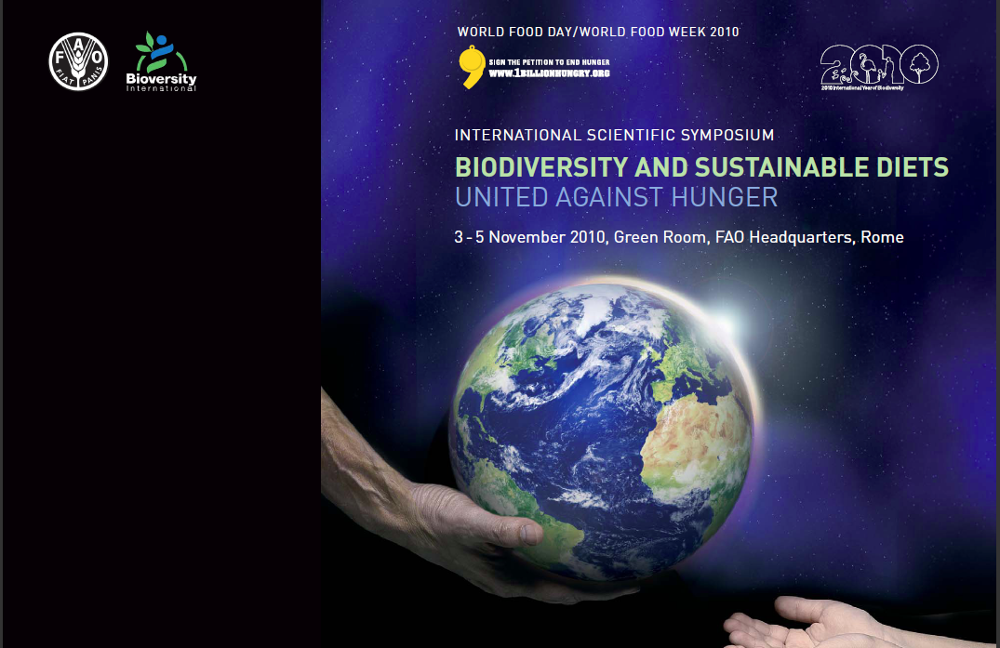 F A O
FIAT PANIS
Bioversity
International
WORLD FOOD DAY/WORLD FOOD WEEK 2010
SIGN THE PETITION TO END HUNGER
WWW.1BILLIONHUNGRY.ORG
2010
2010 International Year of Biodiversity
INTERNATIONAL SCIENTIFIC SYMPOSIUM
BIODIVERSITY AND SUSTAINABLE DIETS
UNITED AGAINST HUNGER
3 - 5 November 2010, Green Room, FAO Headquarters, Rome